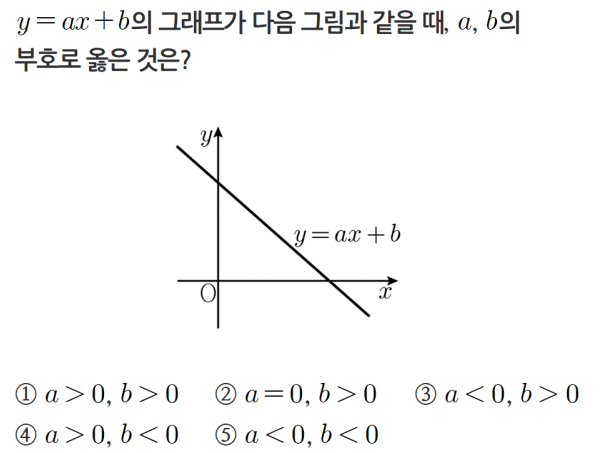 y=ax+b의 그래프가 다음 그림과 같을 때, a, b의
부호로 옳은 것은?
y
y=ax+b
O
x
① a>0, b>0 ② a=0, b>0 ③ a<0, b>0
④ a>0, b<0 ⑤ a<0, b<0